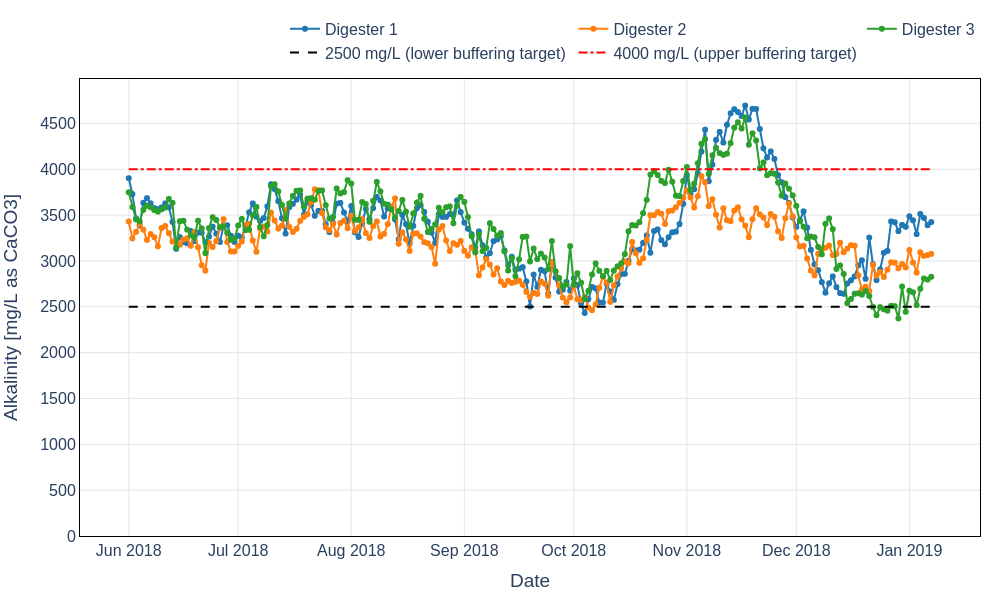 Digester 1 Digester 2 Digester 3
2500 mg/L (lower buffering target) 4000 mg/L (upper buffering target)
Alkalinity [mg/L as CaCO3]
4500
4000
3500
3000
2500
2000
1500
1000
500
0
Jun 2018 Jul 2018 Aug 2018 Sep 2018 Oct 2018 Nov 2018 Dec 2018 Jan 2019
Date